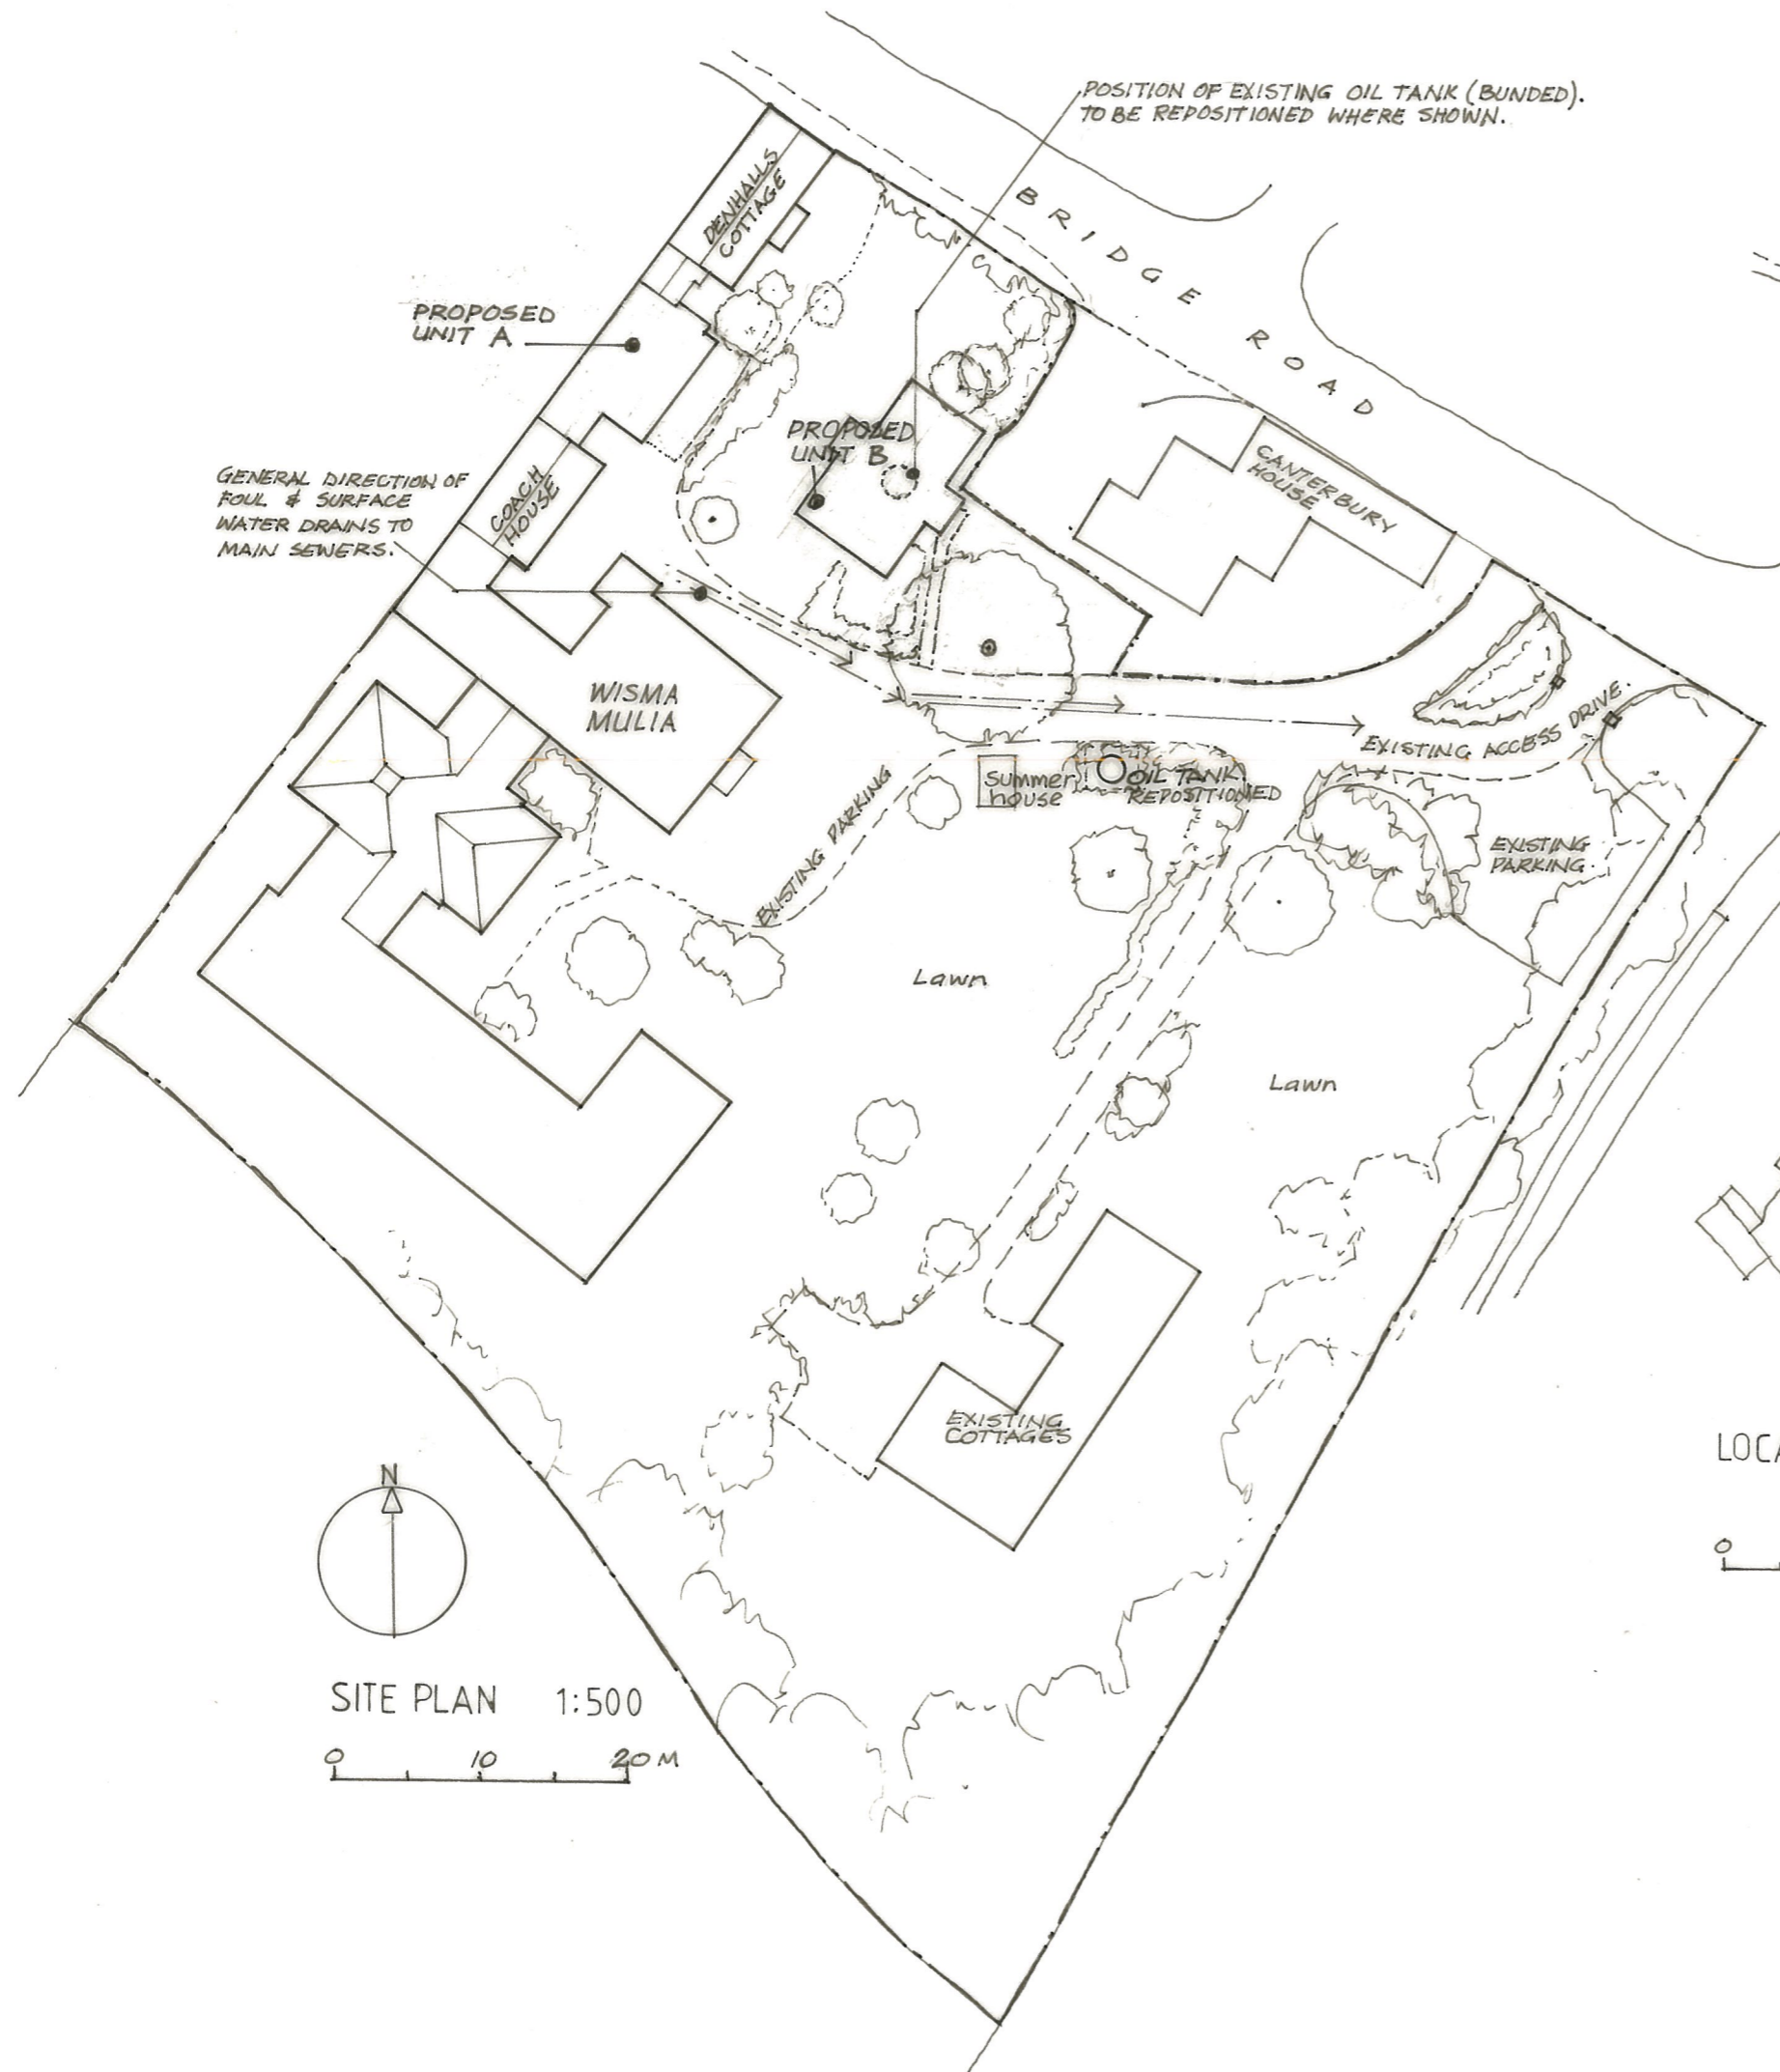 POSITION OF EXISTING OIL TANK (BUNDED).
TO BE REPOSITIONED WHERE SHOWN.
BRIDGE ROAD
DENHALLS
COTTAGE
PROPOSED
UNIT A
PROPOSED
UNIT B
CANTERBURY
HOUSE
GENERAL DIRECTION OF
FOUL & SURFACE
WATER DRAINS TO
MAIN SEWERS.
COACH
HOUSE
WISMA
MULIA
EXISTING ACCESS DRIVE.
Summer
house
OIL TANK
REPOSITIONED
EXISTING PARKING
EXISTING
PARKING
Lawn
Lawn
EXISTING
COTTAGES
N
LOCA
0
SITE PLAN 1:500
0 10 20M